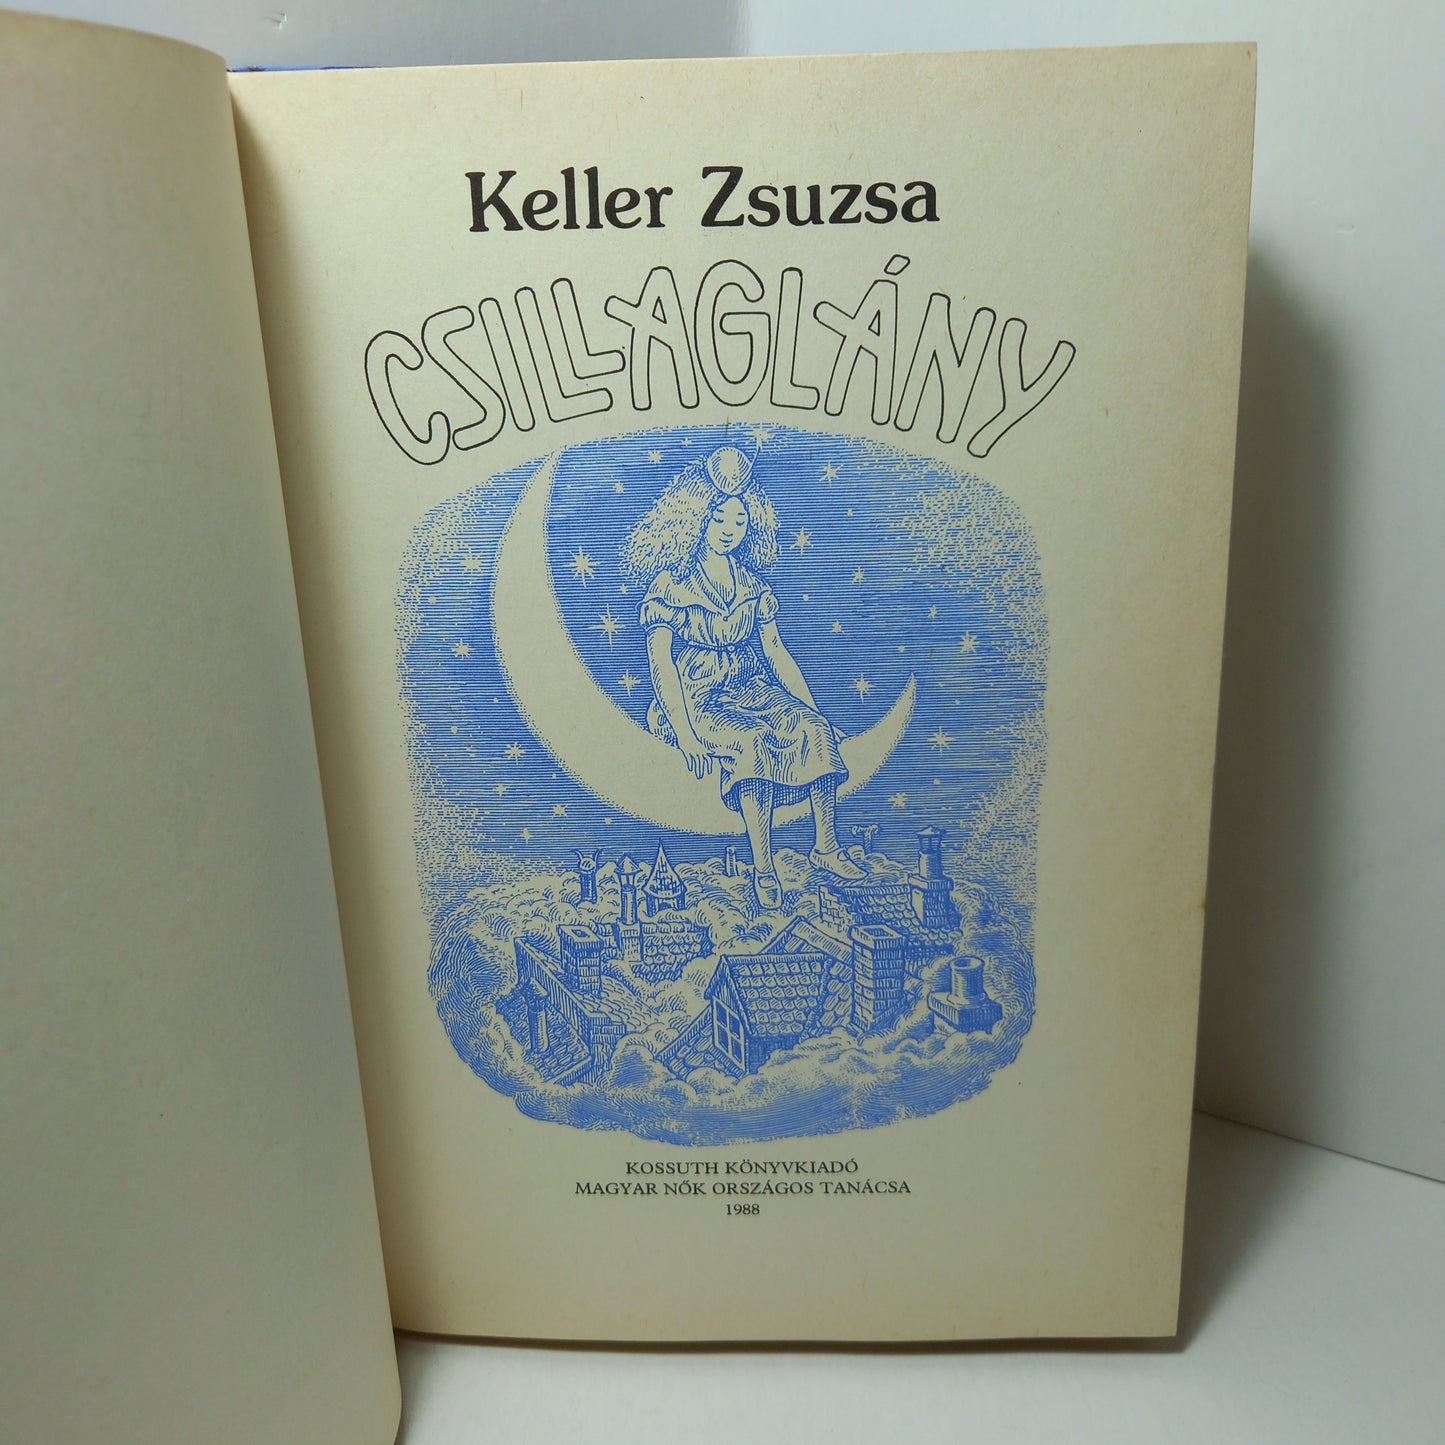 Keller Zsuzsa
CSILLAGLÁNY
KOSSUTH KÖNYVKIADÓ
MAGYAR NŐK ORSZÁGOS TANÁCSA
1988